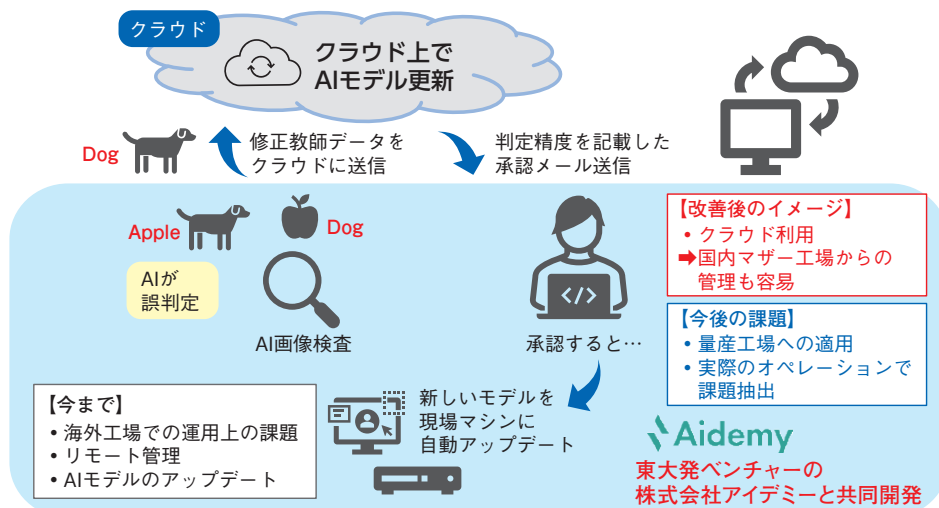 クラウド
クラウド上で
AIモデル更新
Dog
修正教師データを
クラウドに送信
判定精度を記載した
承認メール送信
Apple
Dog
AIが
誤判定
AI画像検査
</>
承認すると…
【改善後のイメージ】
• クラウド利用
➡国内マザー工場からの
管理も容易
【今後の課題】
• 量産工場への適用
• 実際のオペレーションで
課題抽出
【今まで】
• 海外工場での運用上の課題
• リモート管理
• AIモデルのアップデート
新しいモデルを
現場マシンに
自動アップデート
Aidemy
東大発ベンチャーの
株式会社アイデミーと共同開発